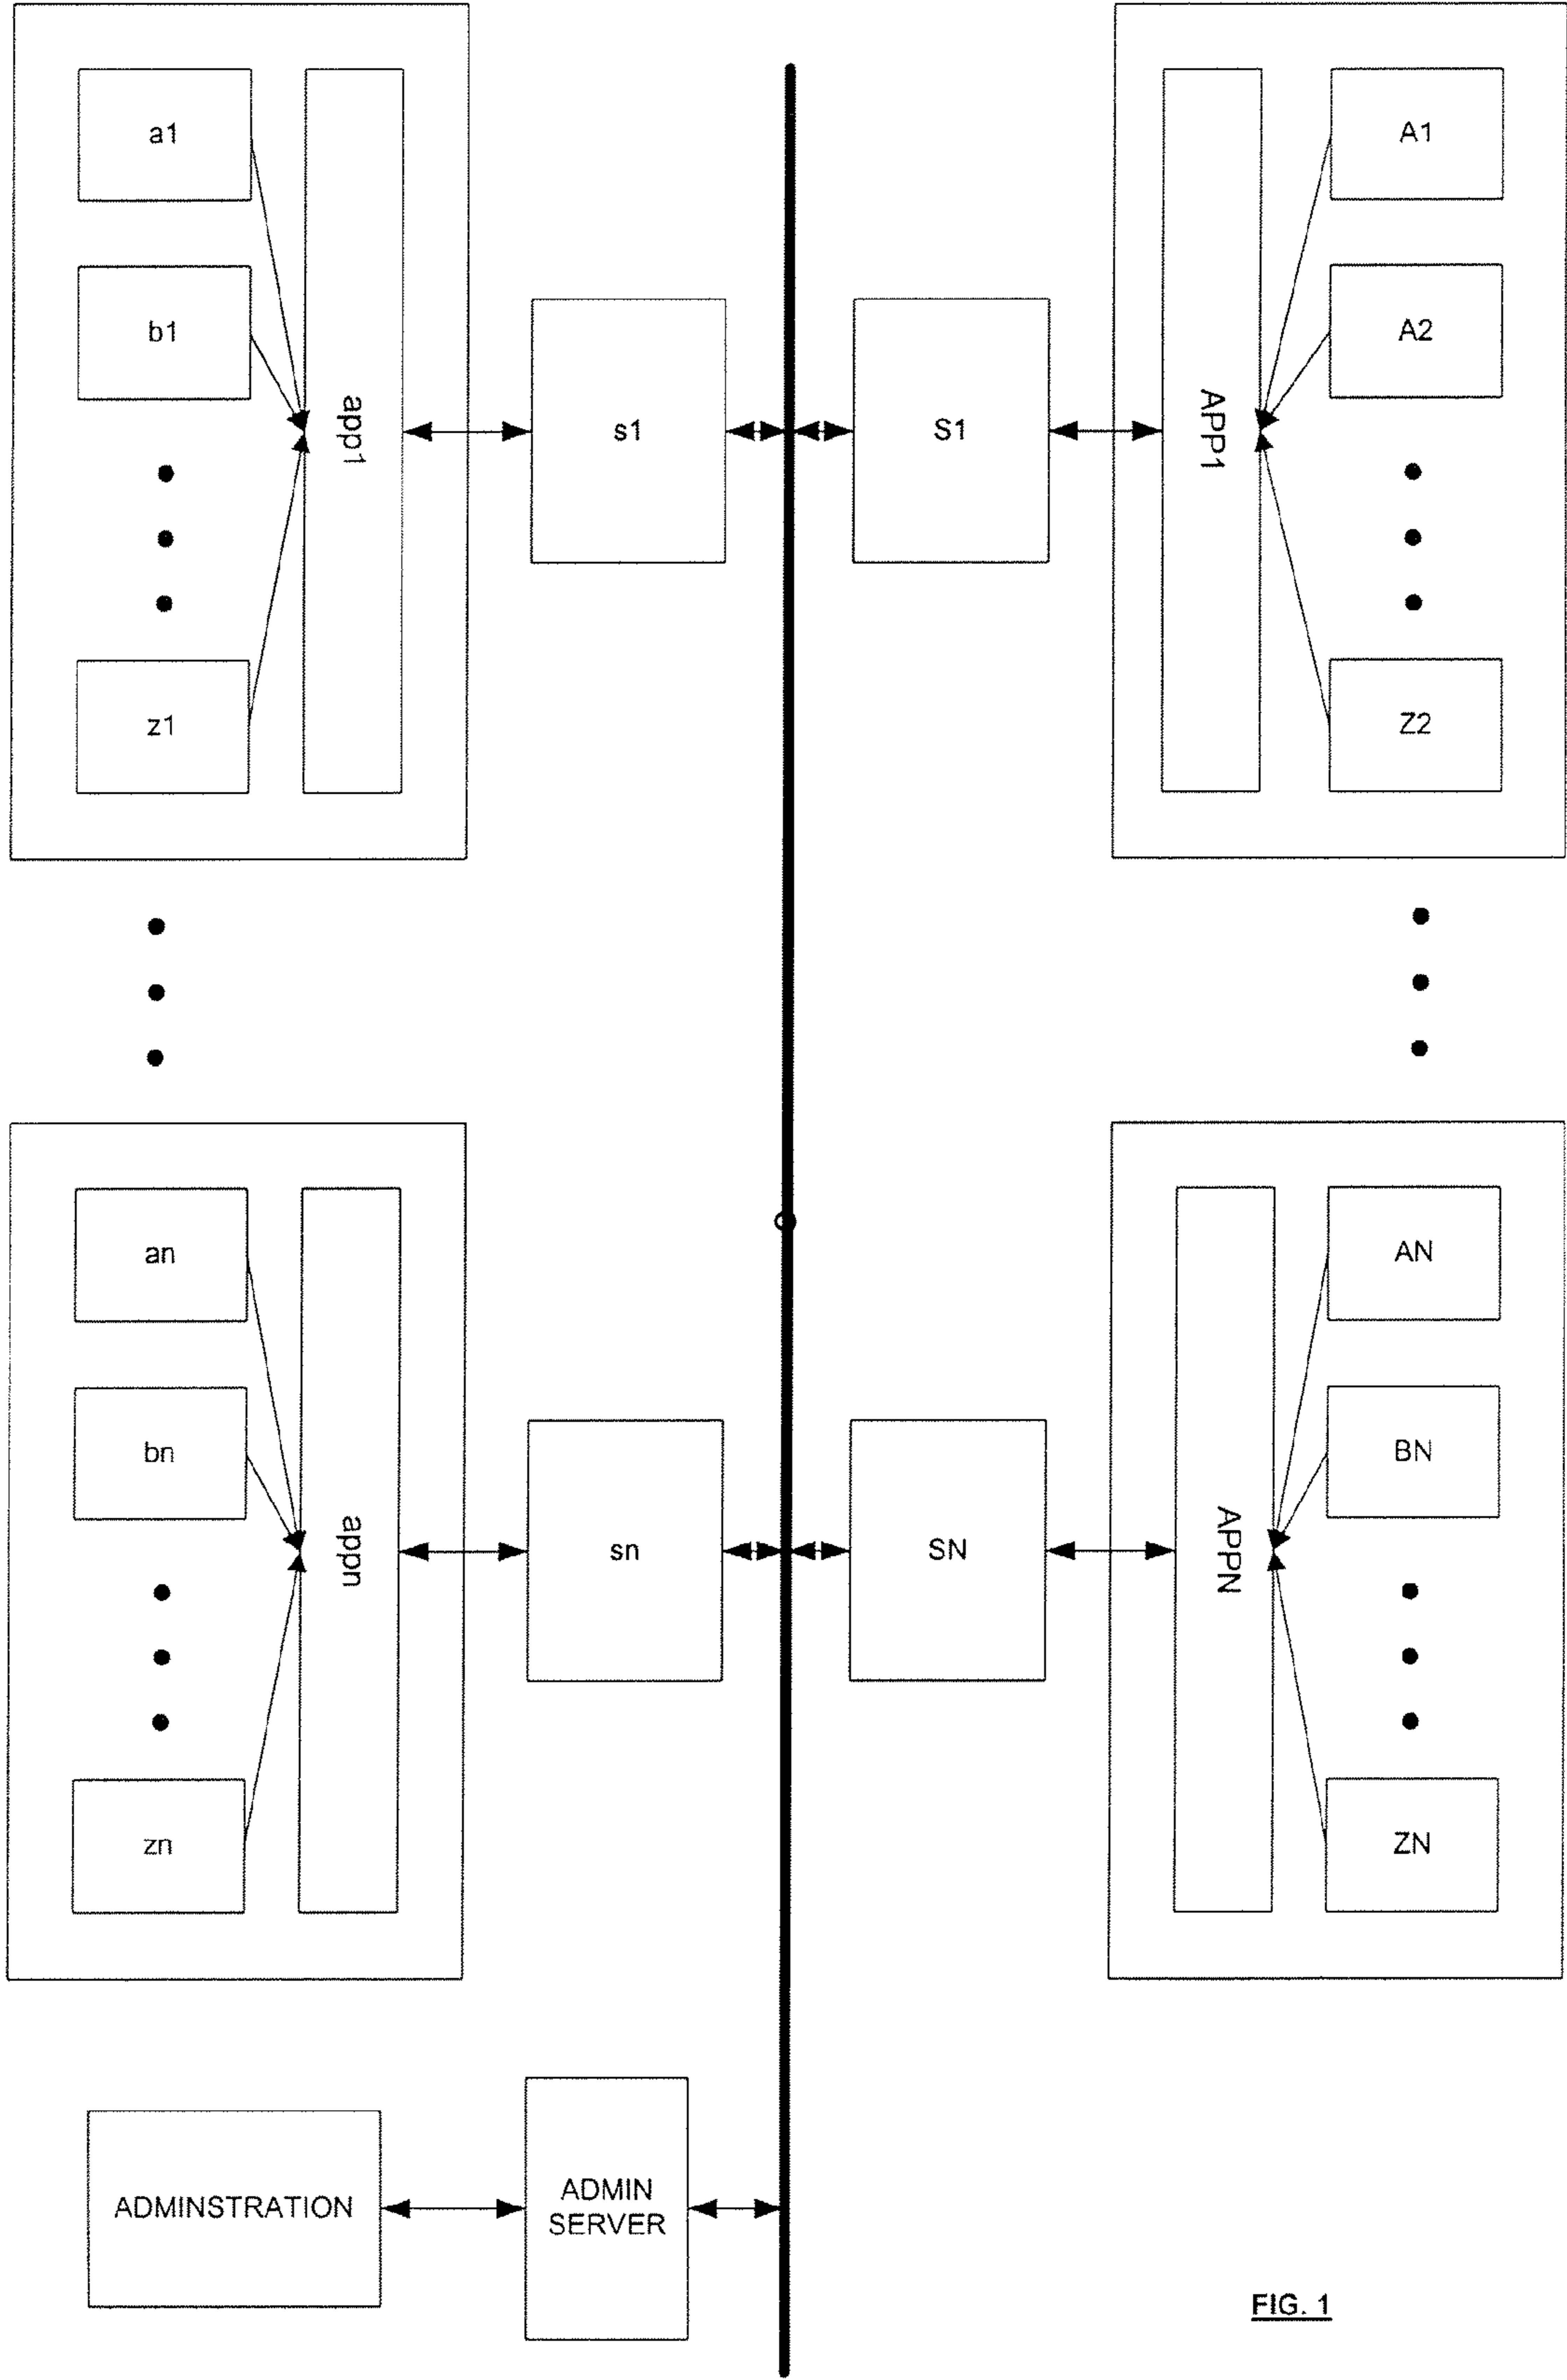 a1
b1
z1
app1
s1
S1
APP1
A1
A2
Z2
an
bn
zn
appn
sn
SN
APPN
AN
BN
ZN
ADMINSTRATION
ADMIN
SERVER
FIG. 1